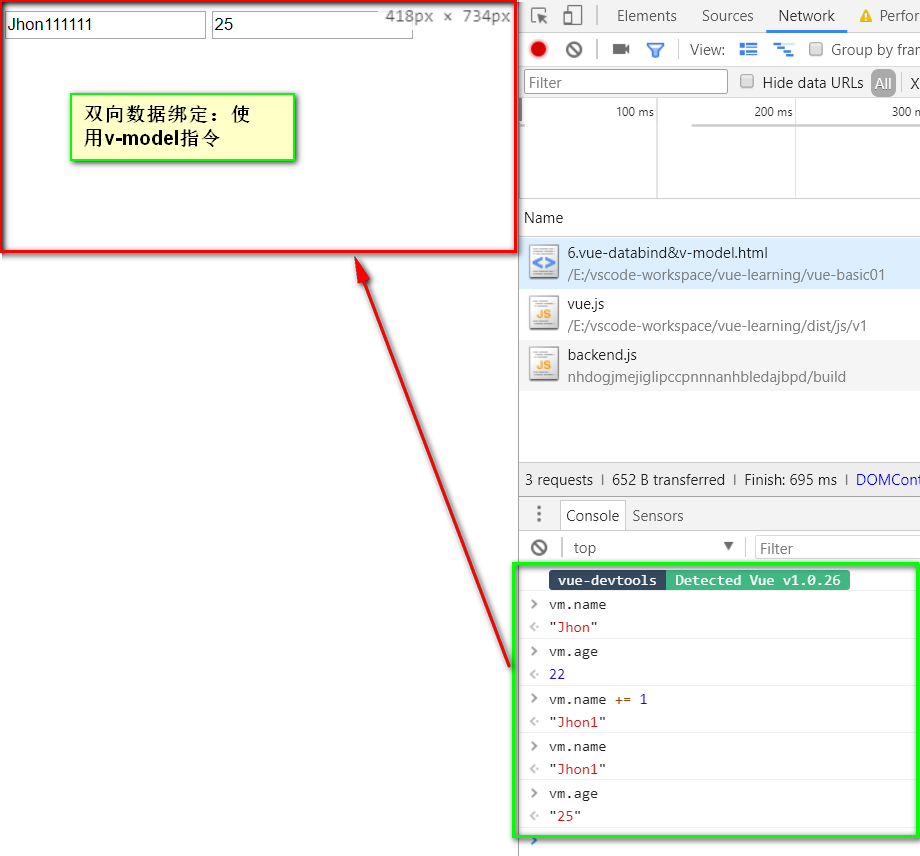 Jhon111111 25 418px × 734px
双向数据绑定：使
用v-model指令
Elements Sources Network Perfor
View: Group by fran
Filter Hide data URLs All X
100 ms 200 ms 300 m
Name
6.vue-databind&v-model.html
/E:/vscode-workspace/vue-learning/vue-basic01
vue.js
/E:/vscode-workspace/vue-learning/dist/js/v1
backend.js
nhdogjmejiglipccpnnnanhbledajbpd/build
3 requests | 652 B transferred | Finish: 695 ms | DOMCont
Console Sensors
top ▼ Filter
vue-devtools Detected Vue v1.0.26
> vm.name
"Jhon"
> vm.age
22
> vm.name += 1
"Jhon1"
> vm.name
"Jhon1"
> vm.age
"25"
>